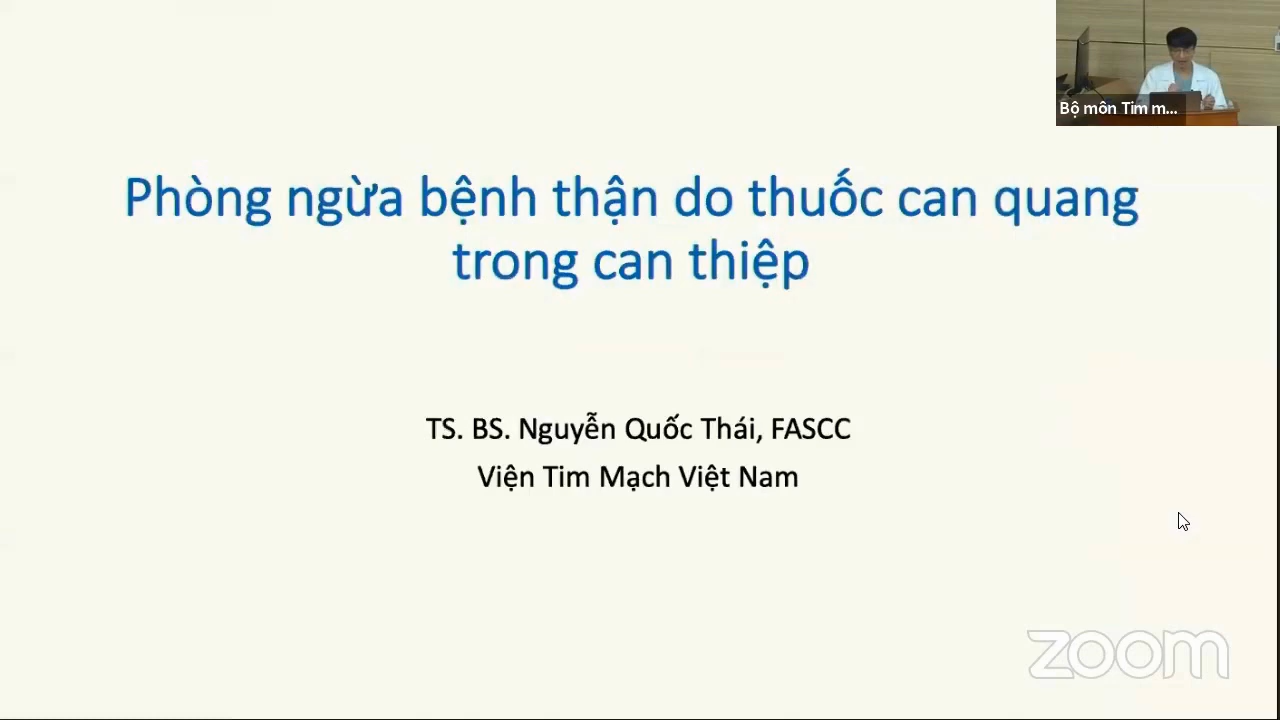 Bộ môn Tim m...
Phòng ngừa bệnh thận do thuốc can quang
trong can thiệp
TS. BS. Nguyễn Quốc Thái, FASCC
Viện Tim Mạch Việt Nam
zoom